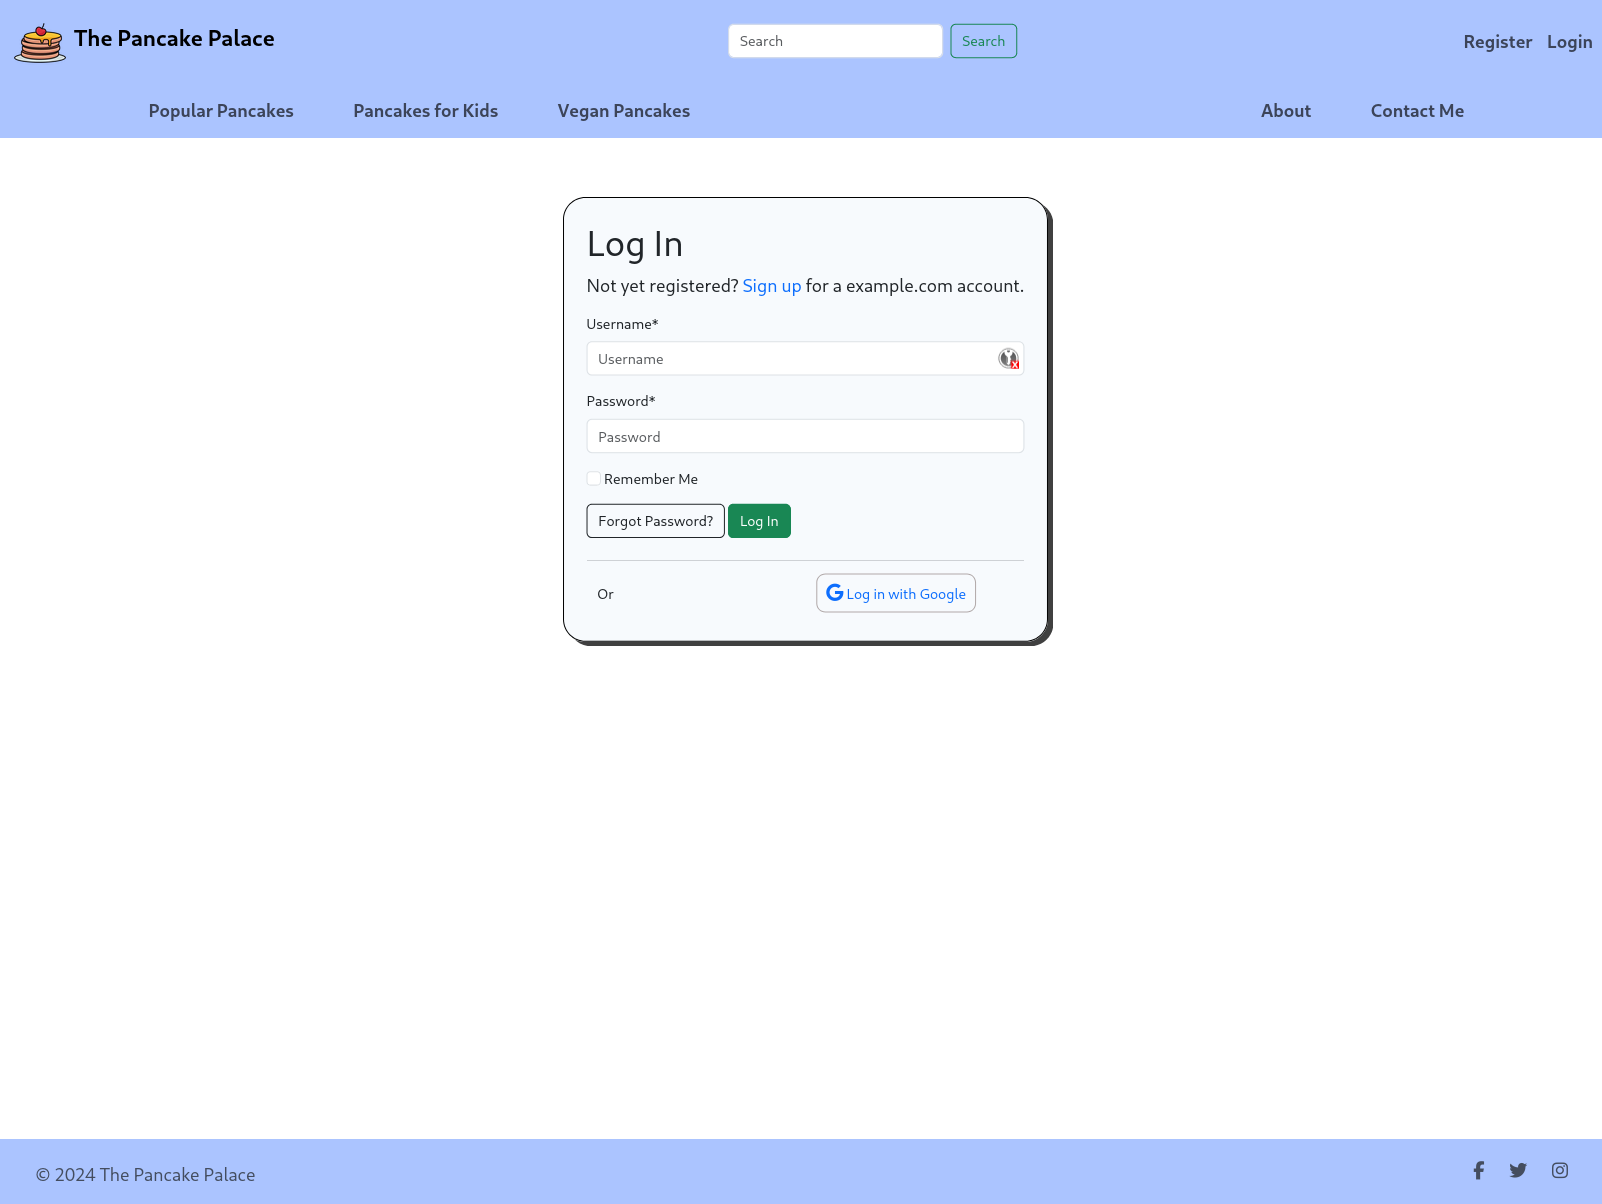 The Pancake Palace
Search
Search
Register
Login
Popular Pancakes
Pancakes for Kids
Vegan Pancakes
About
Contact Me
Log In
Not yet registered? Sign up for a example.com account.
Username*
Username
Password*
Password
Remember Me
Forgot Password?
Log In
Or
Log in with Google
© 2024 The Pancake Palace